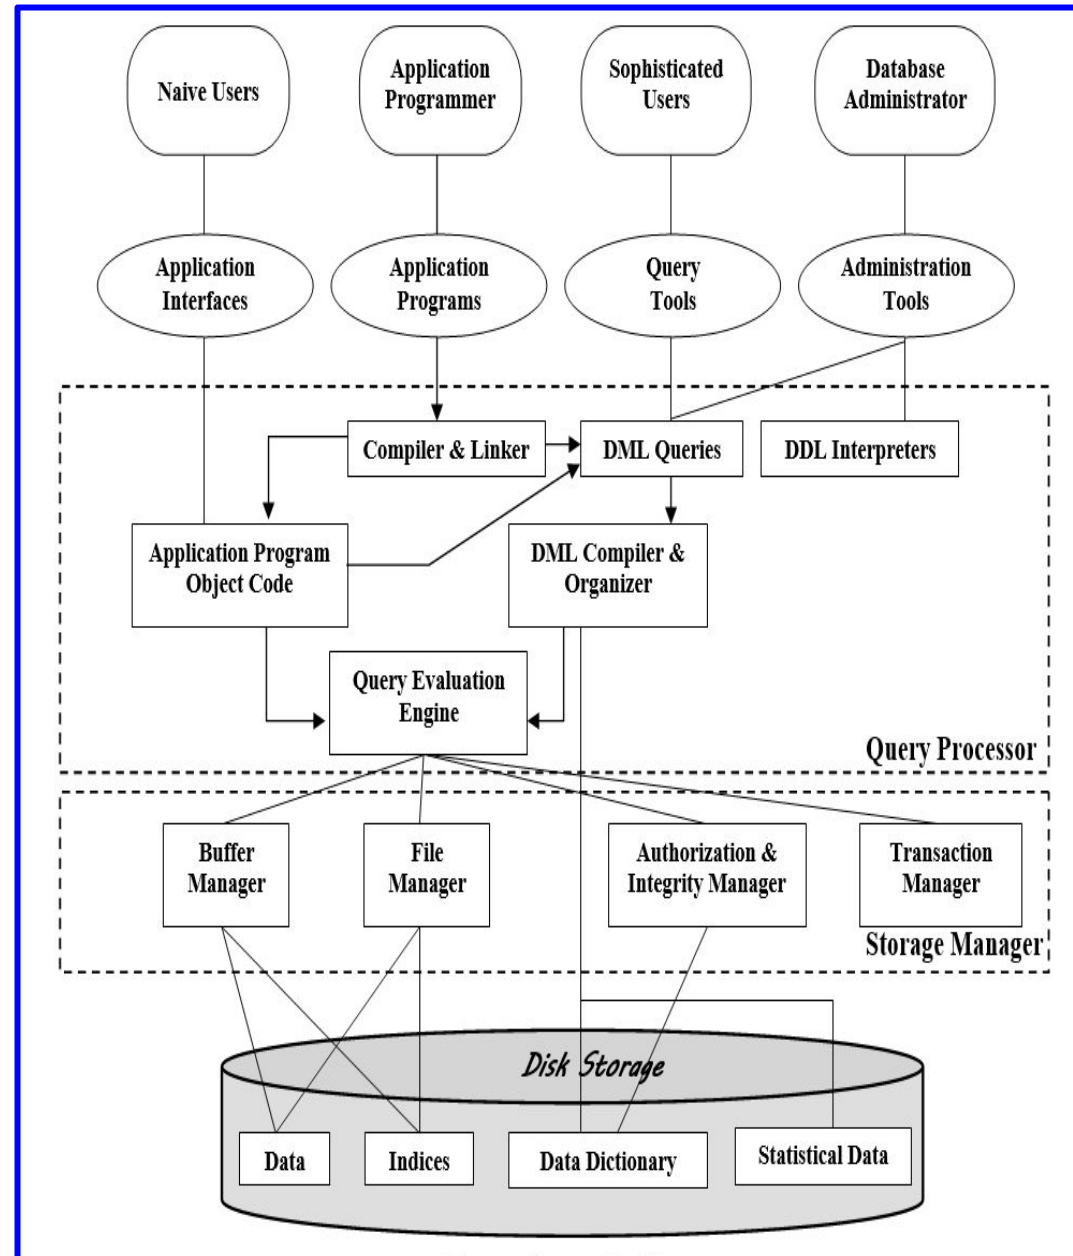 Naive Users
Application
Programmer
Sophisticated
Users
Database
Administrator
Application
Interfaces
Application
Programs
Query
Tools
Administration
Tools
Compiler & Linker
DML Queries
DDL Interpreters
Application Program
Object Code
DML Compiler &
Organizer
Query Evaluation
Engine
Query Processor
Buffer
Manager
File
Manager
Authorization &
Integrity Manager
Transaction
Manager
Storage Manager
Disk Storage
Data
Indices
Data Dictionary
Statistical Data